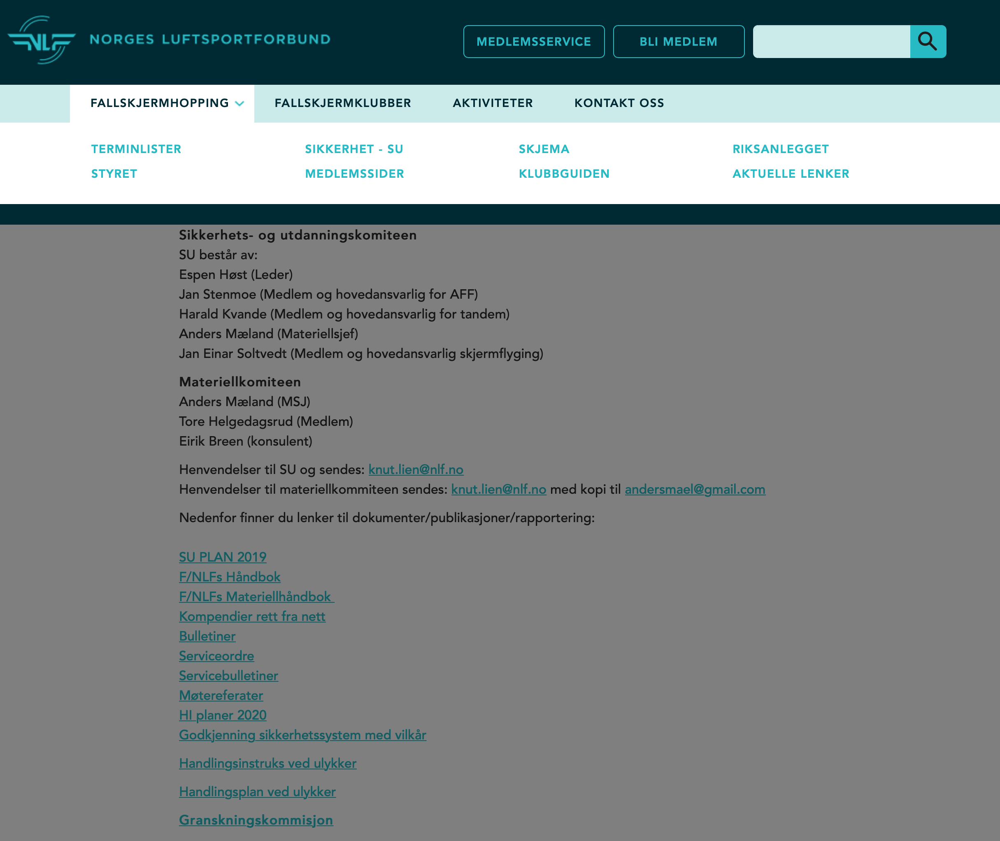 NLF NORGES LUFTSPORTFORBUND
MEDLEMSSERVICE BLI MEDLEM
FALLSKJERMHOPPING FALLSKJERMKLUBBER AKTIVITETER KONTAKT OSS
TERMINLISTER SIKKERHET - SU SKJEMA RIKSANLEGGET
STYRET MEDLEMSSIDER KLUBBGUIDEN AKTUELLE LENKER
Sikkerhets- og utdanningskomiteen
SU består av:
Espen Høst (Leder)
Jan Stenmoe (Medlem og hovedansvarlig for AFF)
Harald Kvande (Medlem og hovedansvarlig for tandem)
Anders Mæland (Materiellsjef)
Jan Einar Soltvedt (Medlem og hovedansvarlig skjermflyging)
Materiellkomiteen
Anders Mæland (MSJ)
Tore Helgedagsrud (Medlem)
Eirik Breen (konsulent)
Henvendelser til SU og sendes: knut.lien@nlf.no
Henvendelser til materiellkommiteen sendes: knut.lien@nlf.no med kopi til andersmael@gmail.com
Nedenfor finner du lenker til dokumenter/publikasjoner/rapportering:
SU PLAN 2019
F/NLFs Håndbok
F/NLFs Materiellhåndbok
Kompendier rett fra nett
Bulletiner
Serviceordre
Servicebulletiner
Møtereferater
HI planer 2020
Godkjenning sikkerhetssystem med vilkår
Handlingsinstruks ved ulykker
Handlingsplan ved ulykker
Granskningskommisjon